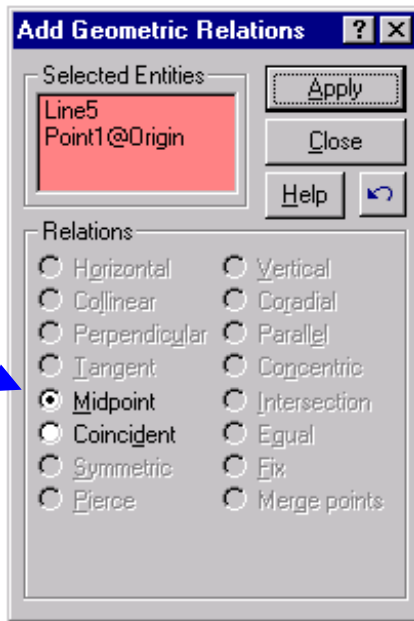 Add Geometric Relations
Selected Entities
Line5
Point1@Origin
Apply
Close
Help
Relations
Horizontal Vertical
Collinear Coradial
Perpendicular Parallel
Tangent Concentric
Midpoint Intersection
Coincident Equal
Symmetric Fix
Pierce Merge points